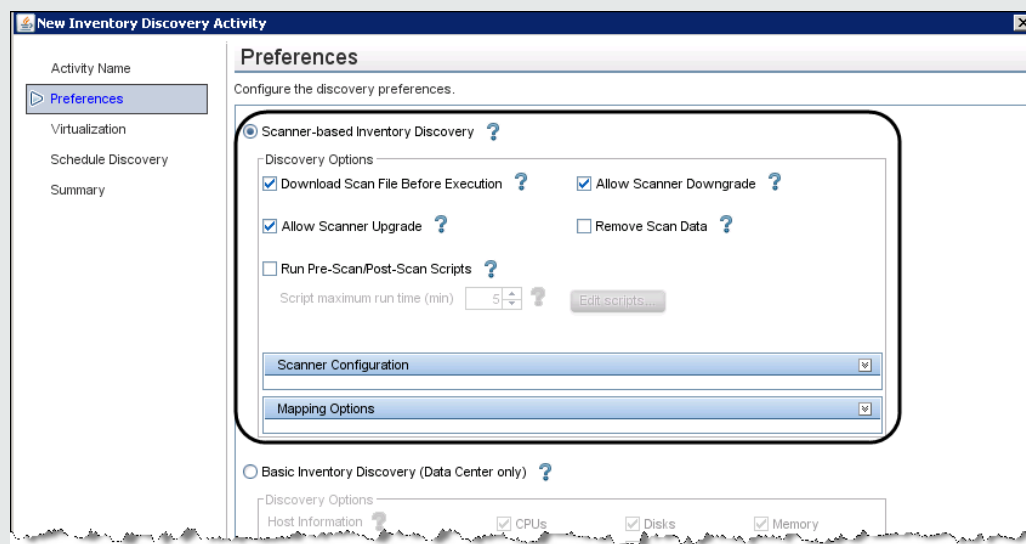 New Inventory Discovery Activity
Activity Name
Preferences
Virtualization
Schedule Discovery
Summary
Preferences
Configure the discovery preferences.
Scanner-based Inventory Discovery ?
Discovery Options
Download Scan File Before Execution ? Allow Scanner Downgrade ?
Allow Scanner Upgrade ? Remove Scan Data ?
Run Pre-Scan/Post-Scan Scripts ?
Script maximum run time (min) 5 ? Edit scripts...
Scanner Configuration
Mapping Options
Basic Inventory Discovery (Data Center only) ?
Discovery Options
Host Information ? CPUs Disks Memory